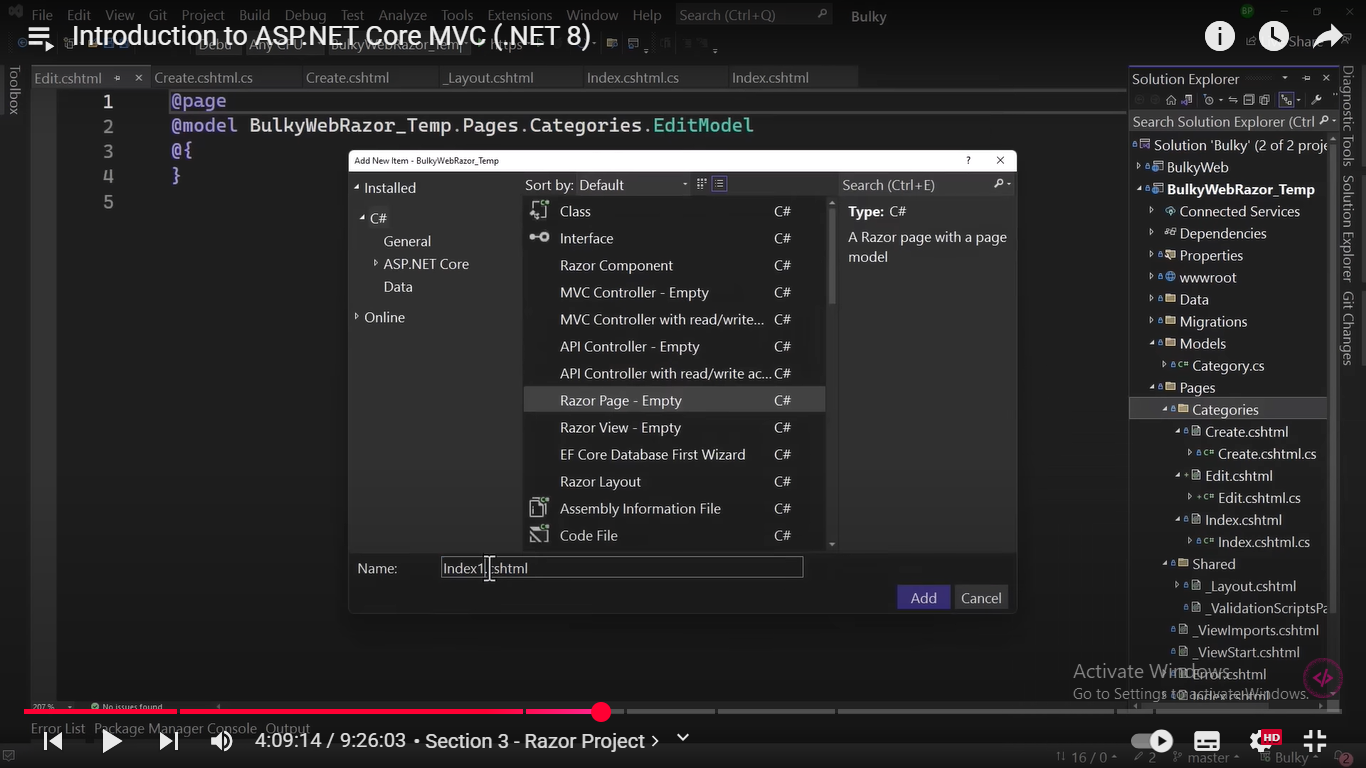 File Edit View Git Project Build Debug Test Analyze Tools Extensions Window Help Search (Ctrl+Q) Bulky
Introduction to ASP.NET Core MVC (.NET 8)
Edit.cshtml Create.cshtml.cs Create.cshtml _Layout.cshtml Index.cshtml.cs Index.cshtml
Toolbox
1 @page
2 @model BulkyWebRazor_Temp.Pages.Categories.EditModel
3 @{
4 }
5
Add New Item - BulkyWebRazor_Temp
Installed
C#
General
ASP.NET Core
Data
Online
Sort by: Default
Search (Ctrl+E)
Class C#
Interface C#
Razor Component C#
MVC Controller - Empty C#
MVC Controller with read/write... C#
API Controller - Empty C#
API Controller with read/write ac... C#
Razor Page - Empty C#
Razor View - Empty C#
EF Core Database First Wizard C#
Razor Layout C#
Assembly Information File C#
Code File C#
Type: C#
A Razor page with a page
model
Name: Index1.cshtml
Add Cancel
Solution Explorer
Search Solution Explorer (Ctrl
Solution 'Bulky' (2 of 2 proje
BulkyWeb
BulkyWebRazor_Temp
Connected Services
Dependencies
Properties
wwwroot
Data
Migrations
Models
Category.cs
Pages
Categories
Create.cshtml
Create.cshtml.cs
Edit.cshtml
Edit.cshtml.cs
Index.cshtml
Index.cshtml.cs
Shared
_Layout.cshtml
_ValidationScriptsPa
_ViewImports.cshtml
_ViewStart.cshtml
Error.cshtml
Index.cshtml
Diagnostic Tools
Solution Explorer
Git Changes
Activate Windows
Go to Settings to activate Windows.
207 % No issues found
Error List Package Manager Console Output
4:09:14 / 9:26:03 • Section 3 - Razor Project
HD
16 / 0 2 master Bulky 2